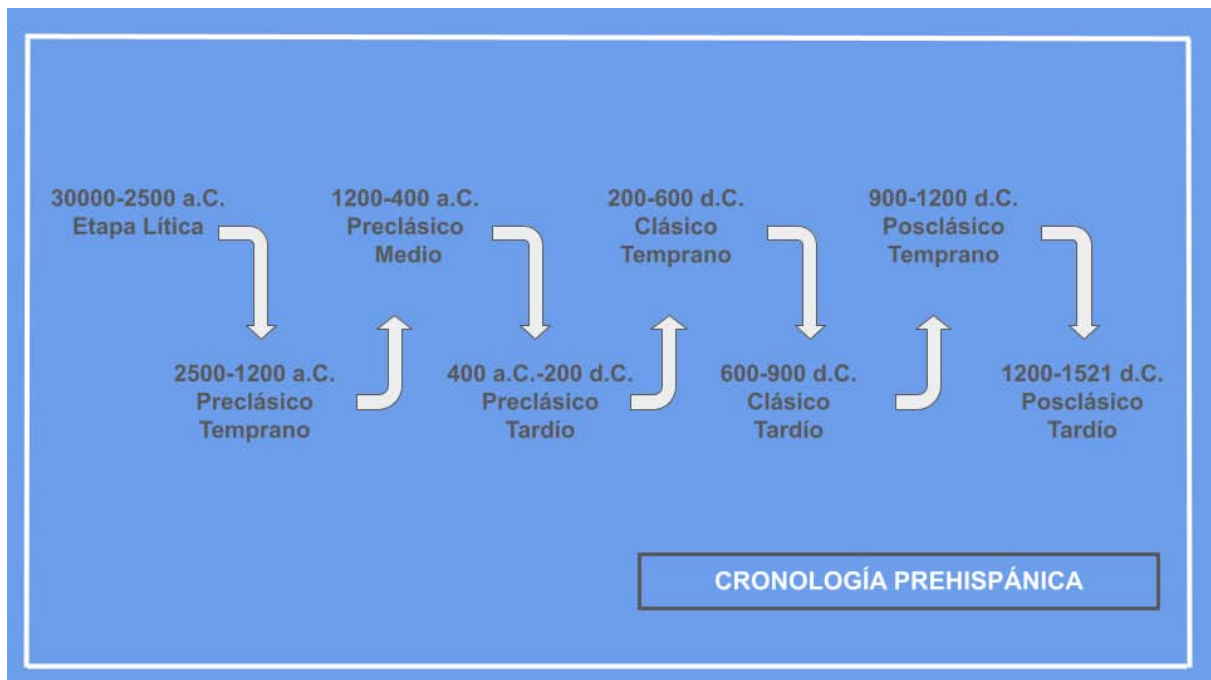 30000-2500 a.C.
Etapa Lítica
2500-1200 a.C.
Preclásico
Temprano
1200-400 a.C.
Preclásico
Medio
400 a.C.-200 d.C.
Preclásico
Tardío
200-600 d.C.
Clásico
Temprano
600-900 d.C.
Clásico
Tardío
900-1200 d.C.
Posclásico
Temprano
1200-1521 d.C.
Posclásico
Tardío
CRONOLOGÍA PREHISPÁNICA